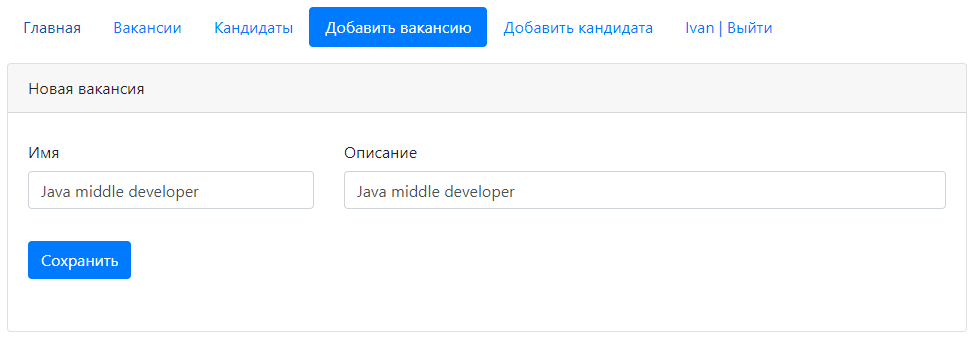 Главная Вакансии Кандидаты Добавить вакансию Добавить кандидата Ivan | Выйти
Новая вакансия
Имя Описание
Java middle developer Java middle developer
Сохранить